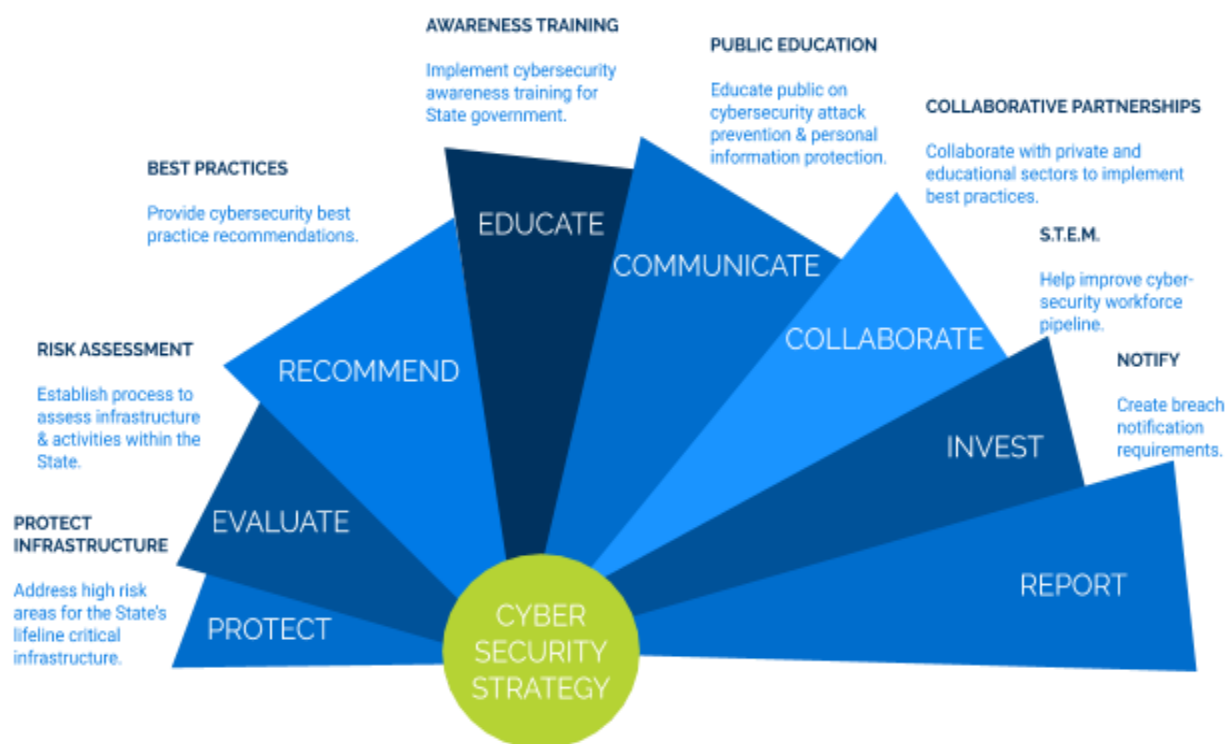 AWARENESS TRAINING
Implement cybersecurity
awareness training for
State government.
PUBLIC EDUCATION
Educate public on
cybersecurity attack
prevention & personal
information protection.
COLLABORATIVE PARTNERSHIPS
Collaborate with private and
educational sectors to implement
best practices.
BEST PRACTICES
Provide cybersecurity best
practice recommendations.
S.T.E.M.
Help improve cyber-
security workforce
pipeline.
RISK ASSESSMENT
Establish process to
assess infrastructure
& activities within the
State.
NOTIFY
Create breach
notification
requirements.
PROTECT
INFRASTRUCTURE
Address high risk
areas for the State's
lifeline critical
infrastructure.
PROTECT
EVALUATE
RECOMMEND
EDUCATE
COMMUNICATE
COLLABORATE
INVEST
REPORT
CYBER
SECURITY
STRATEGY